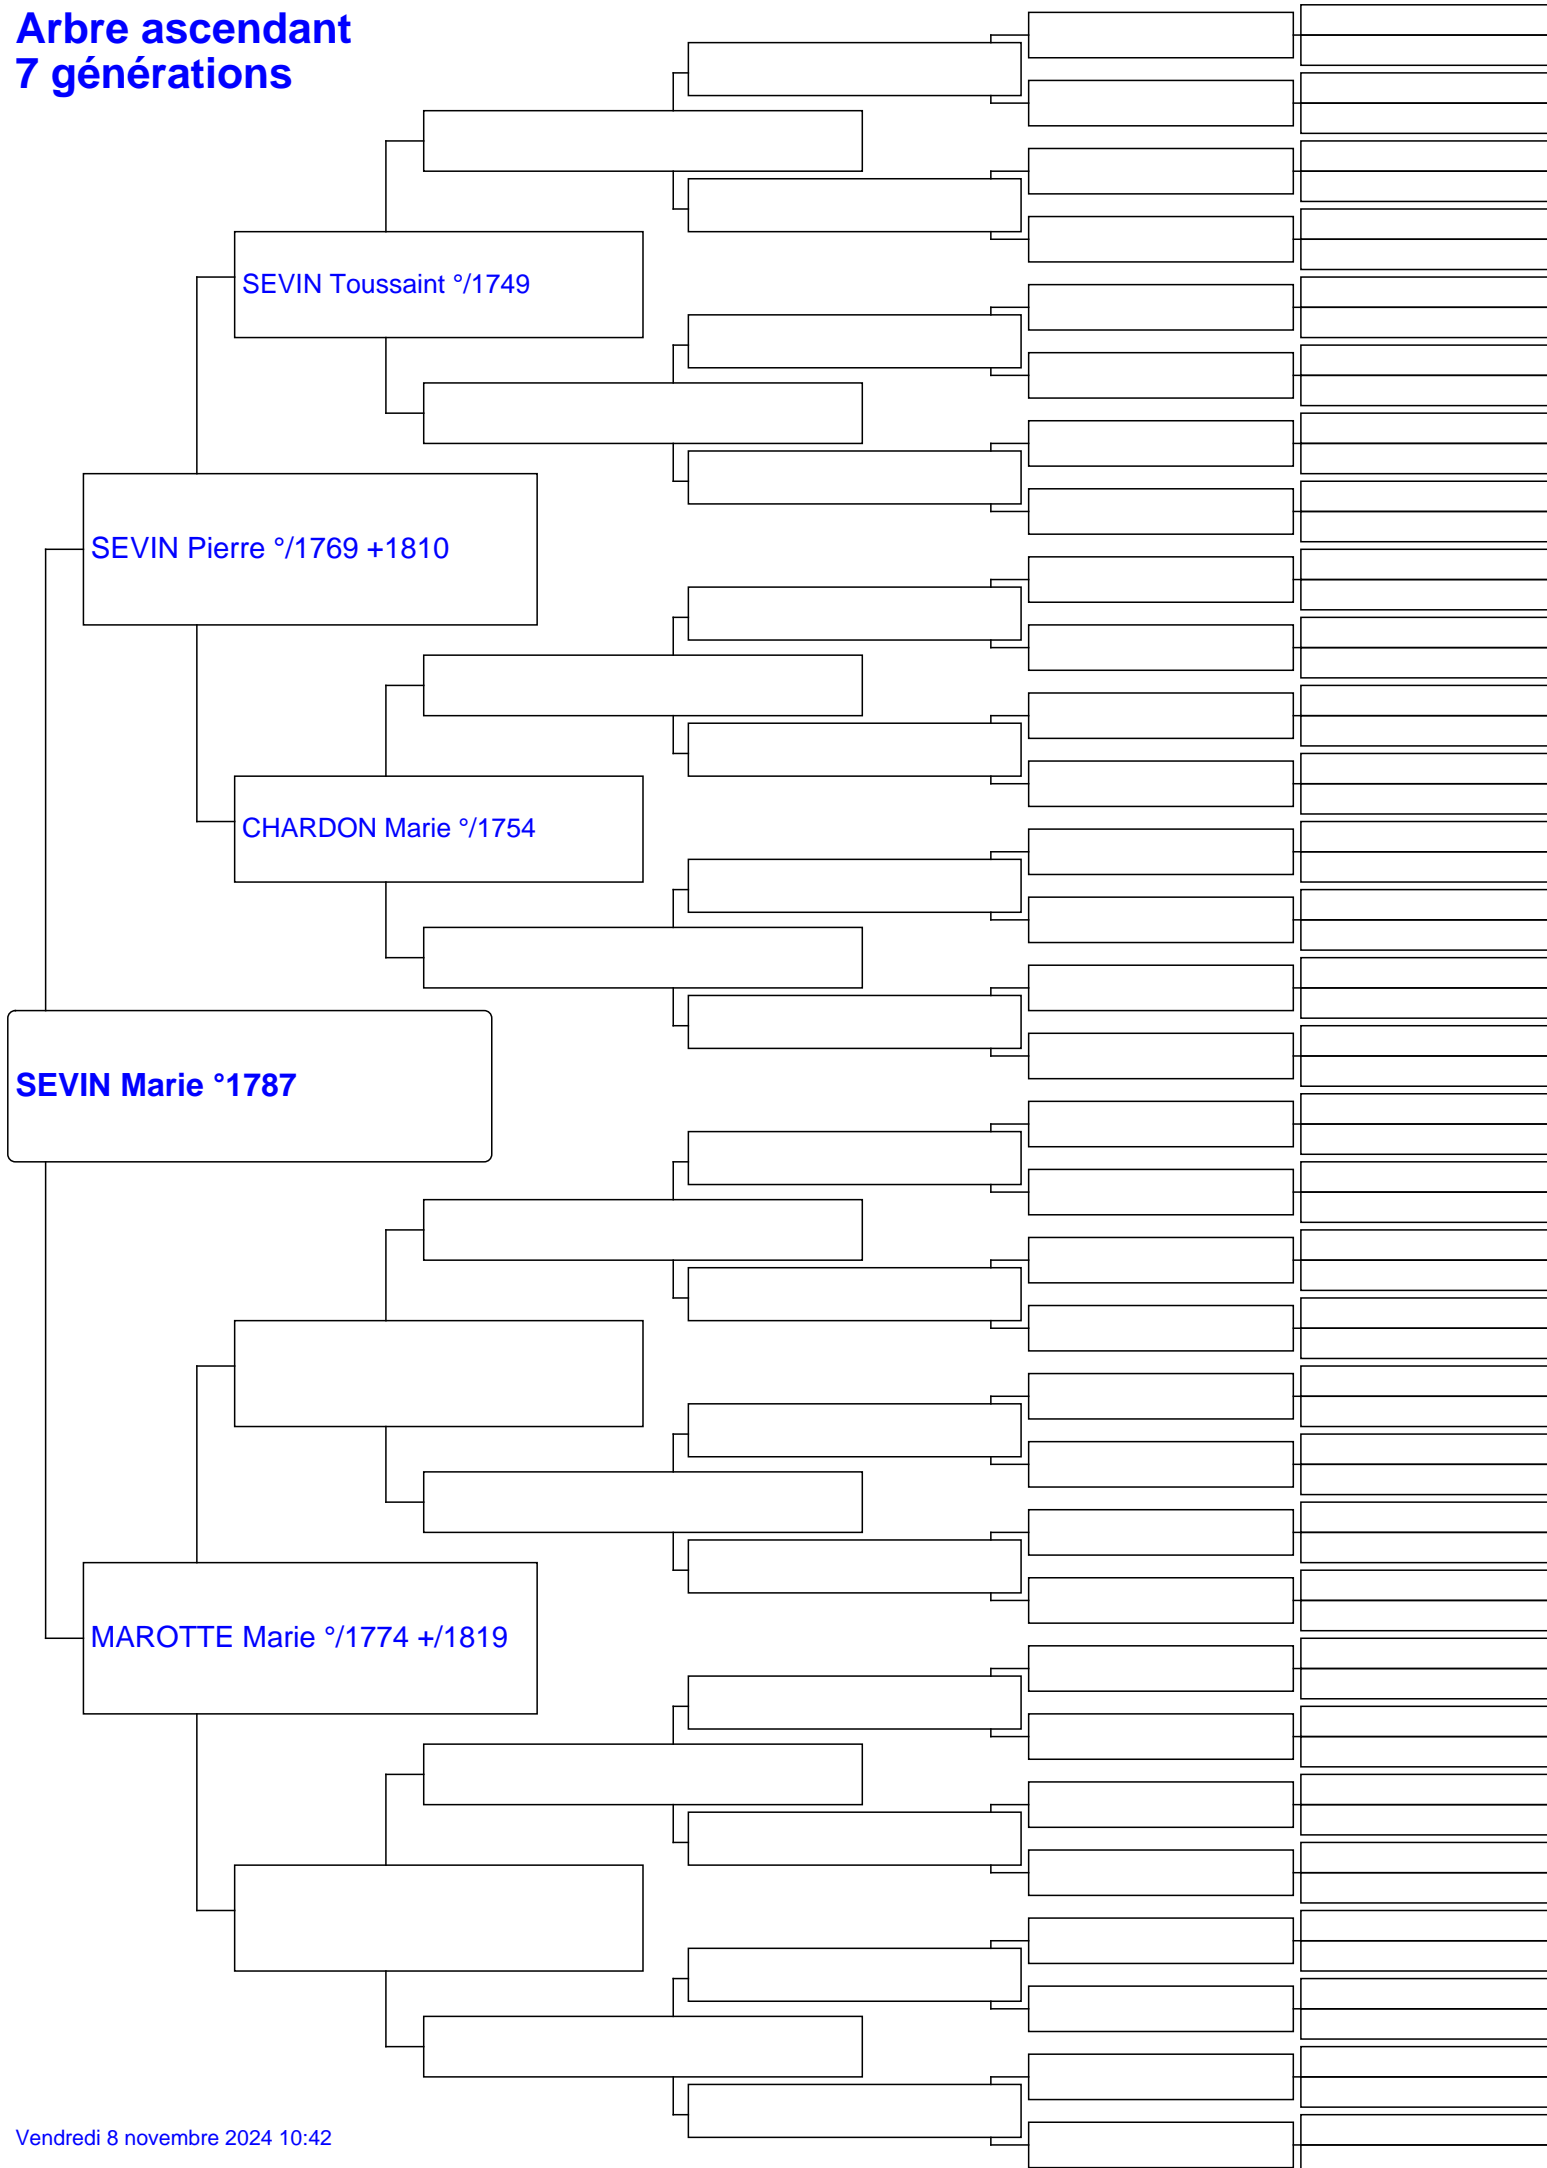 Arbre ascendant
7 générations
SEVIN Toussaint °/1749
SEVIN Pierre °/1769 +1810
CHARDON Marie °/1754
SEVIN Marie °1787
MAROTTE Marie °/1774 +/1819
Vendredi 8 novembre 2024 10:42